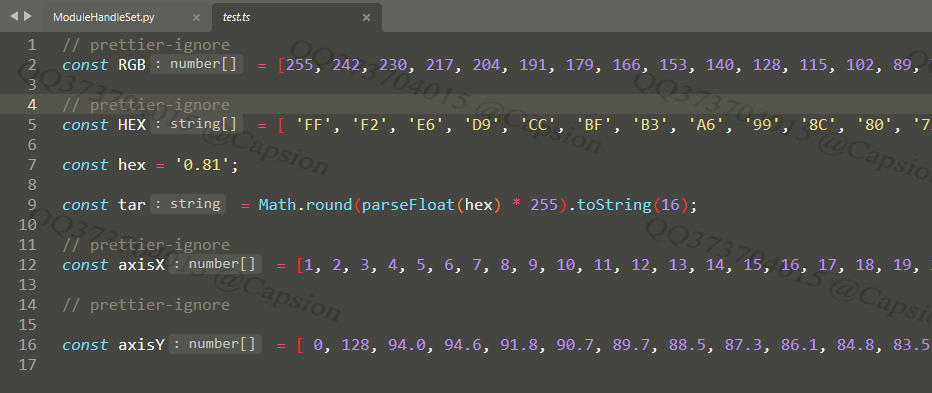 ModuleHandleSet.py × test.ts ×
1 // prettier-ignore
2 const RGB : number[] = [255, 242, 230, 217, 204, 191, 179, 166, 153, 140, 128, 115, 102, 89,
3
4 // prettier-ignore
5 const HEX : string[] = [ 'FF', 'F2', 'E6', 'D9', 'CC', 'BF', 'B3', 'A6', '99', '8C', '80', '7
6
7 const hex = '0.81';
8
9 const tar : string = Math.round(parseFloat(hex) * 255).toString(16);
10
11 // prettier-ignore
12 const axisX : number[] = [1, 2, 3, 4, 5, 6, 7, 8, 9, 10, 11, 12, 13, 14, 15, 16, 17, 18, 19,
13
14 // prettier-ignore
15
16 const axisY : number[] = [ 0, 128, 94.0, 94.6, 91.8, 90.7, 89.7, 88.5, 87.3, 86.1, 84.8, 83.5
17
QQ373704015 @Capsion
QQ373704015 @Capsion
QQ373704015 @Capsion
QQ373704015 @Capsion